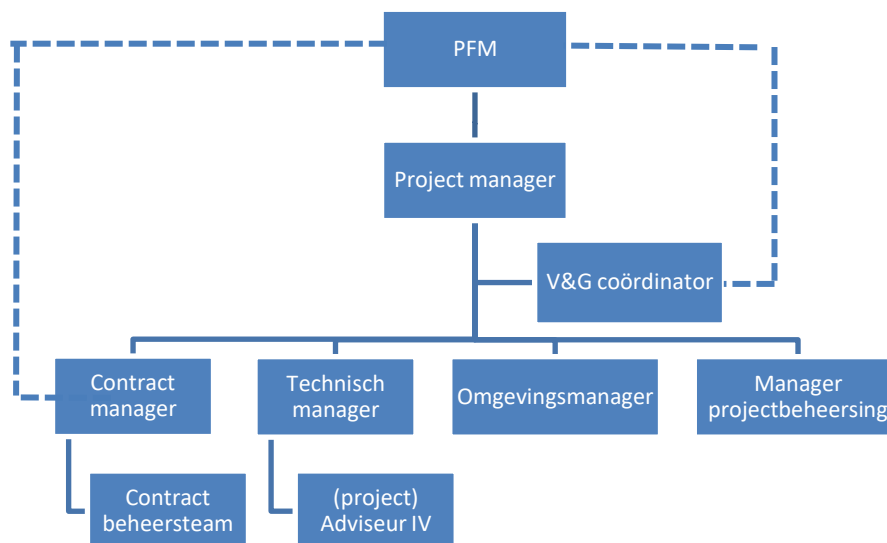 PFM
Project manager
V&G coördinator
Contract
manager
Technisch
manager
Omgevingsmanager
Manager
projectbeheersing
Contract
beheersteam
(project)
Adviseur IV